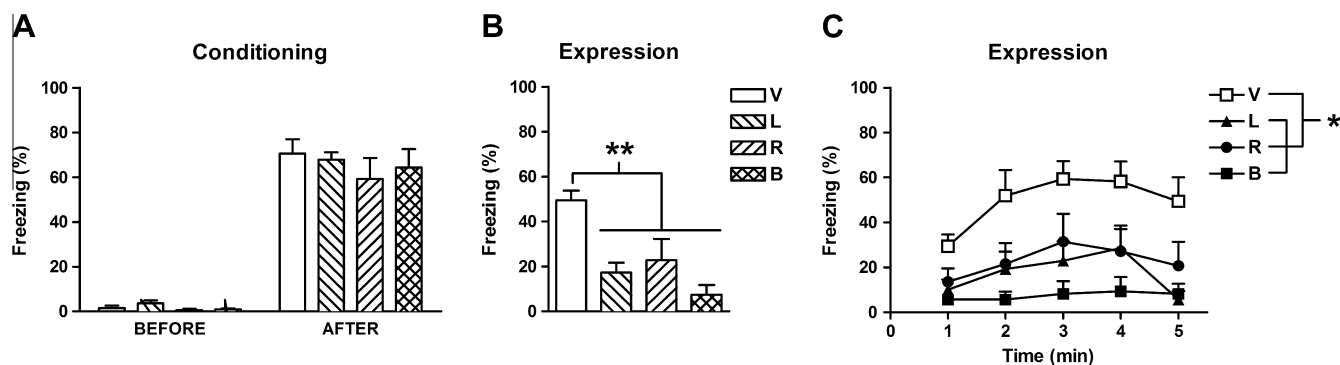 A
Conditioning
Freezing (%)
100
80
60
40
20
0
BEFORE
AFTER
B
Expression
Freezing (%)
100
80
60
40
20
0
**
V
L
R
B
C
Expression
Freezing (%)
100
80
60
40
20
0
0
1
2
3
4
5
Time (min)
V
L
R
B
*